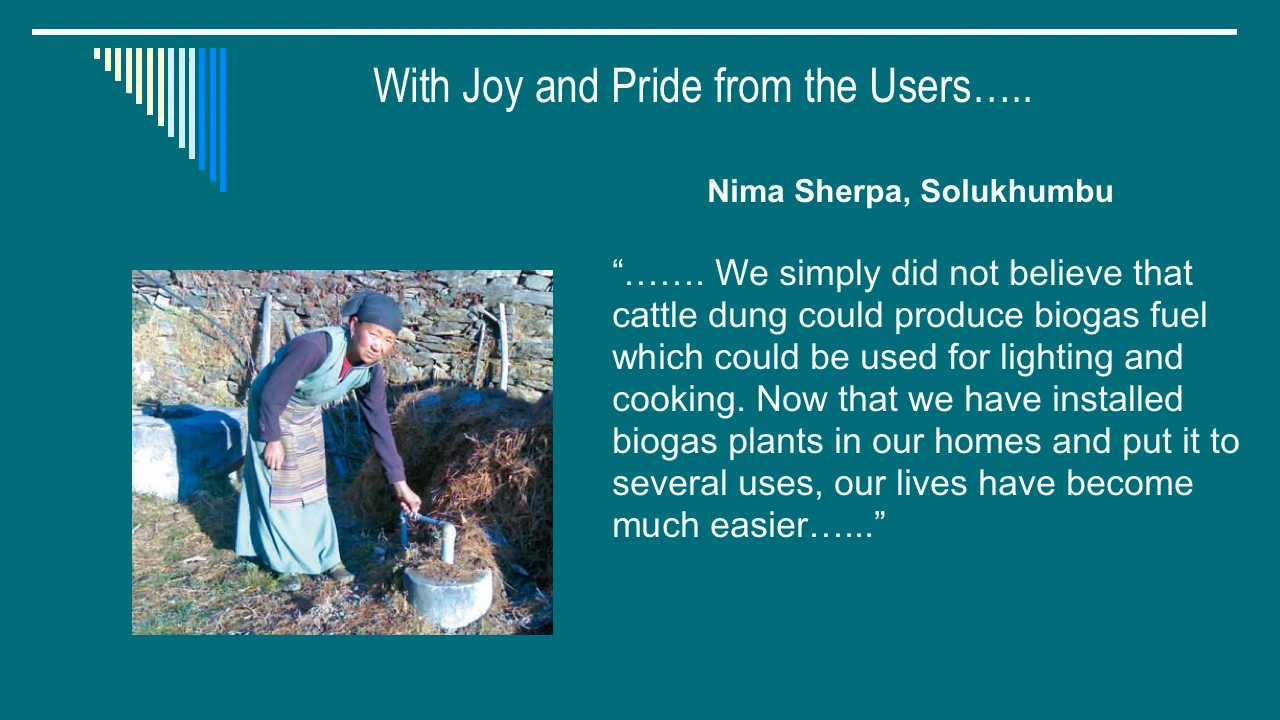 With Joy and Pride from the Users…..
Nima Sherpa, Solukhumbu
“……. We simply did not believe that
cattle dung could produce biogas fuel
which could be used for lighting and
cooking. Now that we have installed
biogas plants in our homes and put it to
several uses, our lives have become
much easier…...”